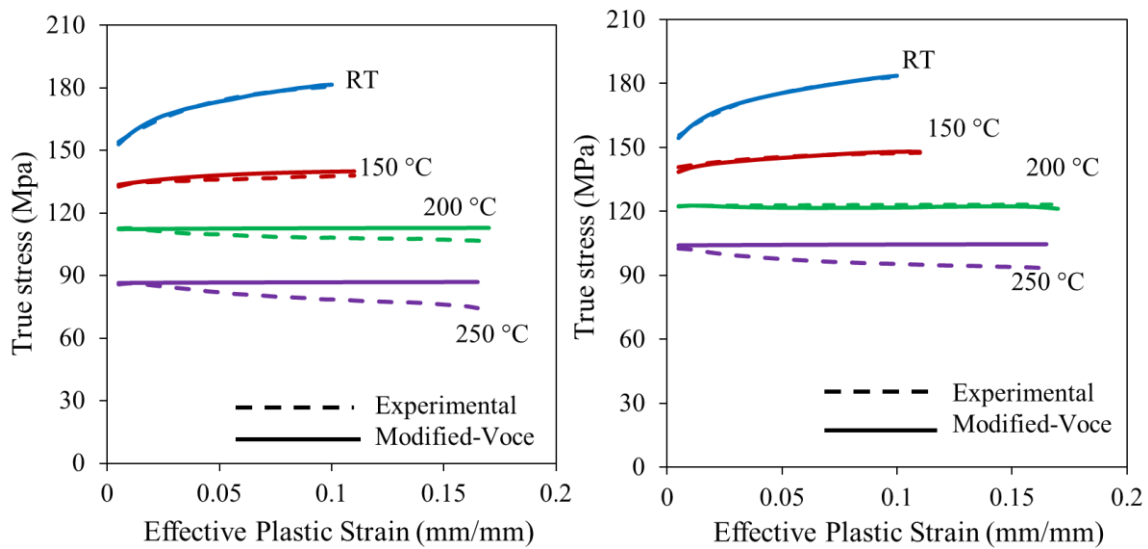 210
180
150
120
90
60
30
0
True stress (Mpa)
RT
150 °C
200 °C
250 °C
Experimental
Modified-Voce
0 0.05 0.1 0.15 0.2
Effective Plastic Strain (mm/mm)
210
180
150
120
90
60
30
0
True stress (MPa)
RT
150 °C
200 °C
250 °C
Experimental
Modified-Voce
0 0.05 0.1 0.15 0.2
Effective Plastic Strain (mm/mm)